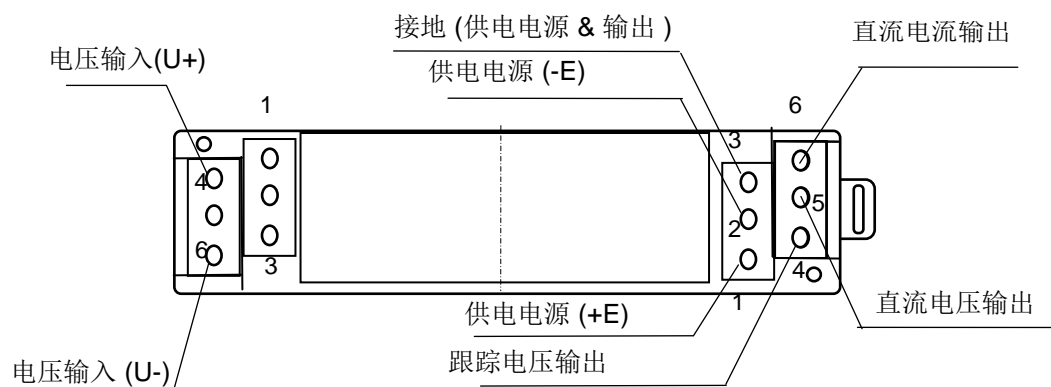 接地 (供电电源 & 输出 )
直流电流输出
电压输入(U+)
供电电源 (-E)
1
6
3
4
5
2
6
3
4
1
供电电源 (+E)
直流电压输出
跟踪电压输出
电压输入 (U-)